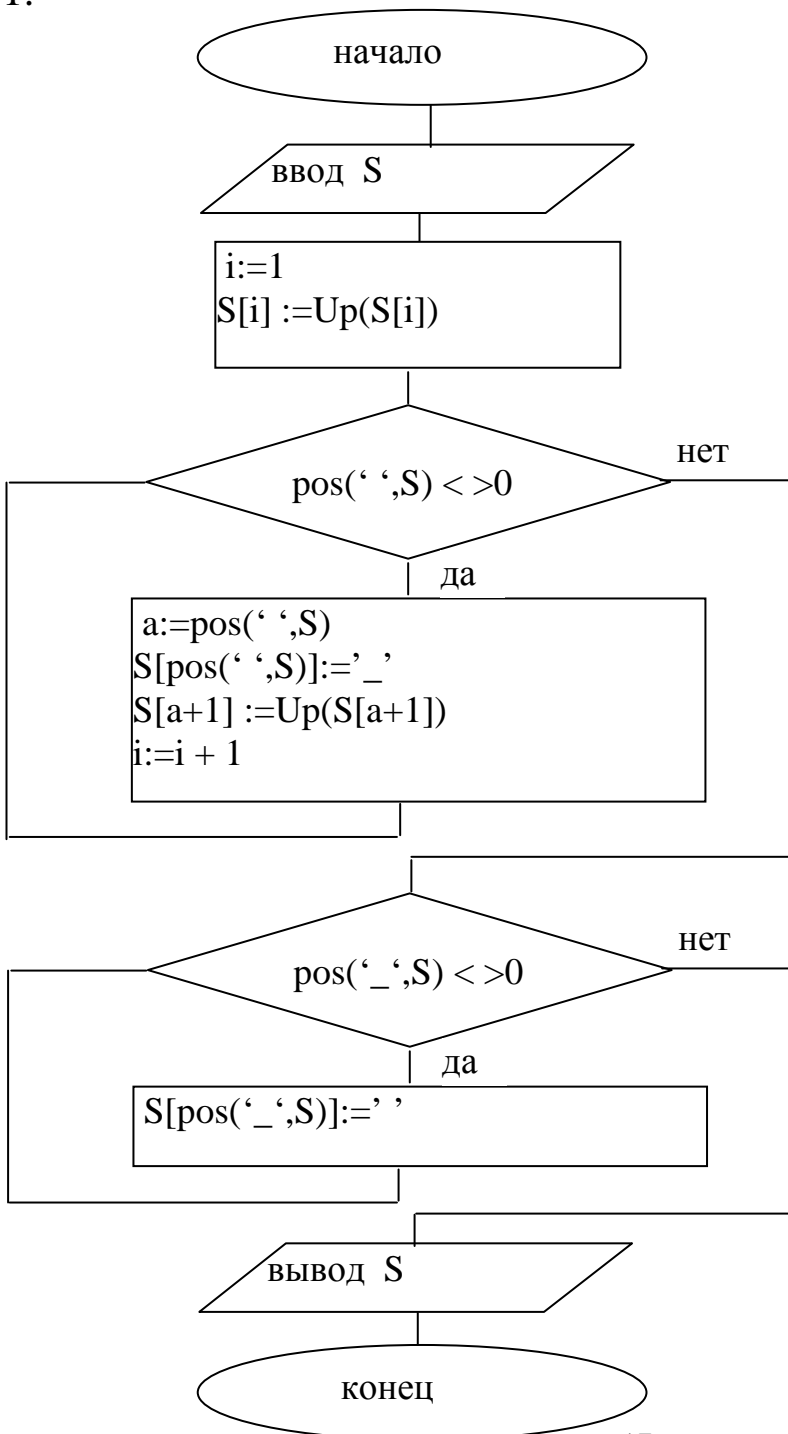 начало
ввод S
i:=1
S[i] :=Up(S[i])
pos(‘ ‘,S) < >0
нет
да
a:=pos(‘ ‘,S)
S[pos(‘ ‘,S)]:=’_’
S[a+1] :=Up(S[a+1])
i:=i + 1
pos(‘_‘,S) < >0
нет
да
S[pos(‘_‘,S)]:=’ ’
вывод S
конец